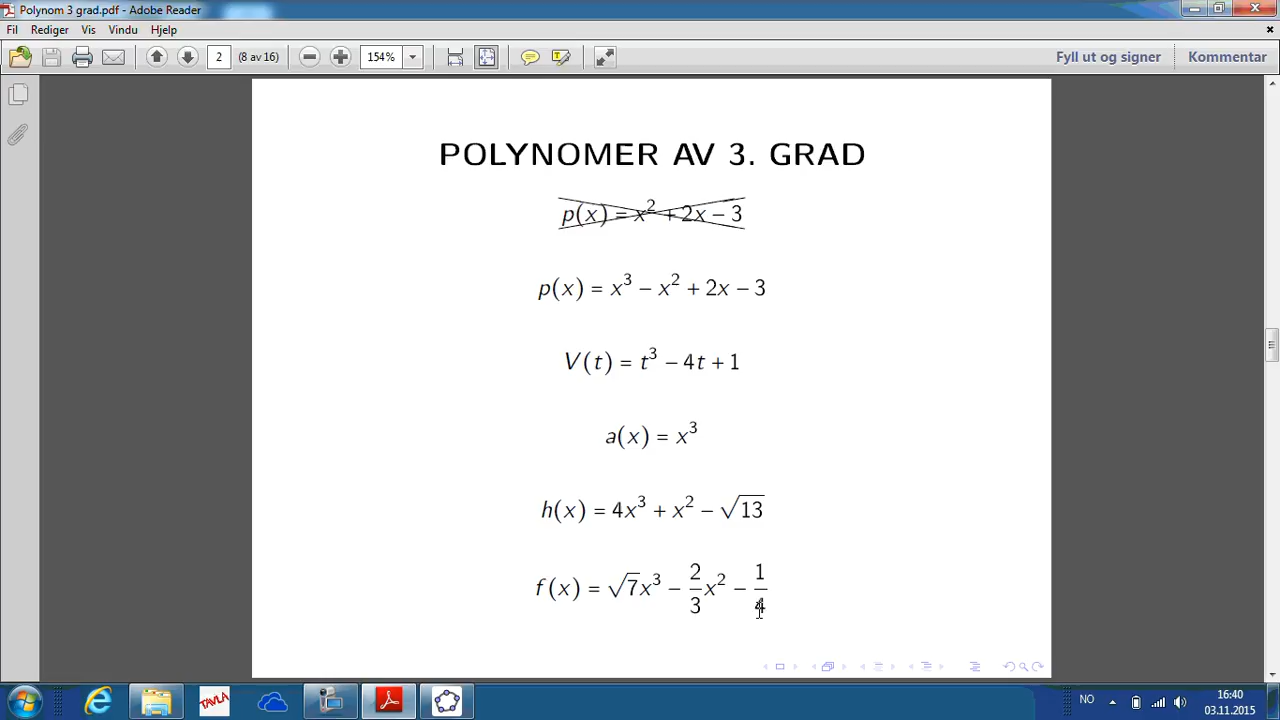 Polynom 3 grad.pdf - Adobe Reader
Fil Rediger Vis Vindu Hjelp
2 (8 av 16) 154% Fyll ut og signer Kommentar
POLYNOMER AV 3. GRAD
p(x) = x² + 2x − 3
p(x) = x³ − x² + 2x − 3
V(t) = t³ − 4t + 1
a(x) = x³
h(x) = 4x³ + x² − √13
f(x) = √7x³ − 2/3x² − 1/4
TAVLA NO 16:40
03.11.2015